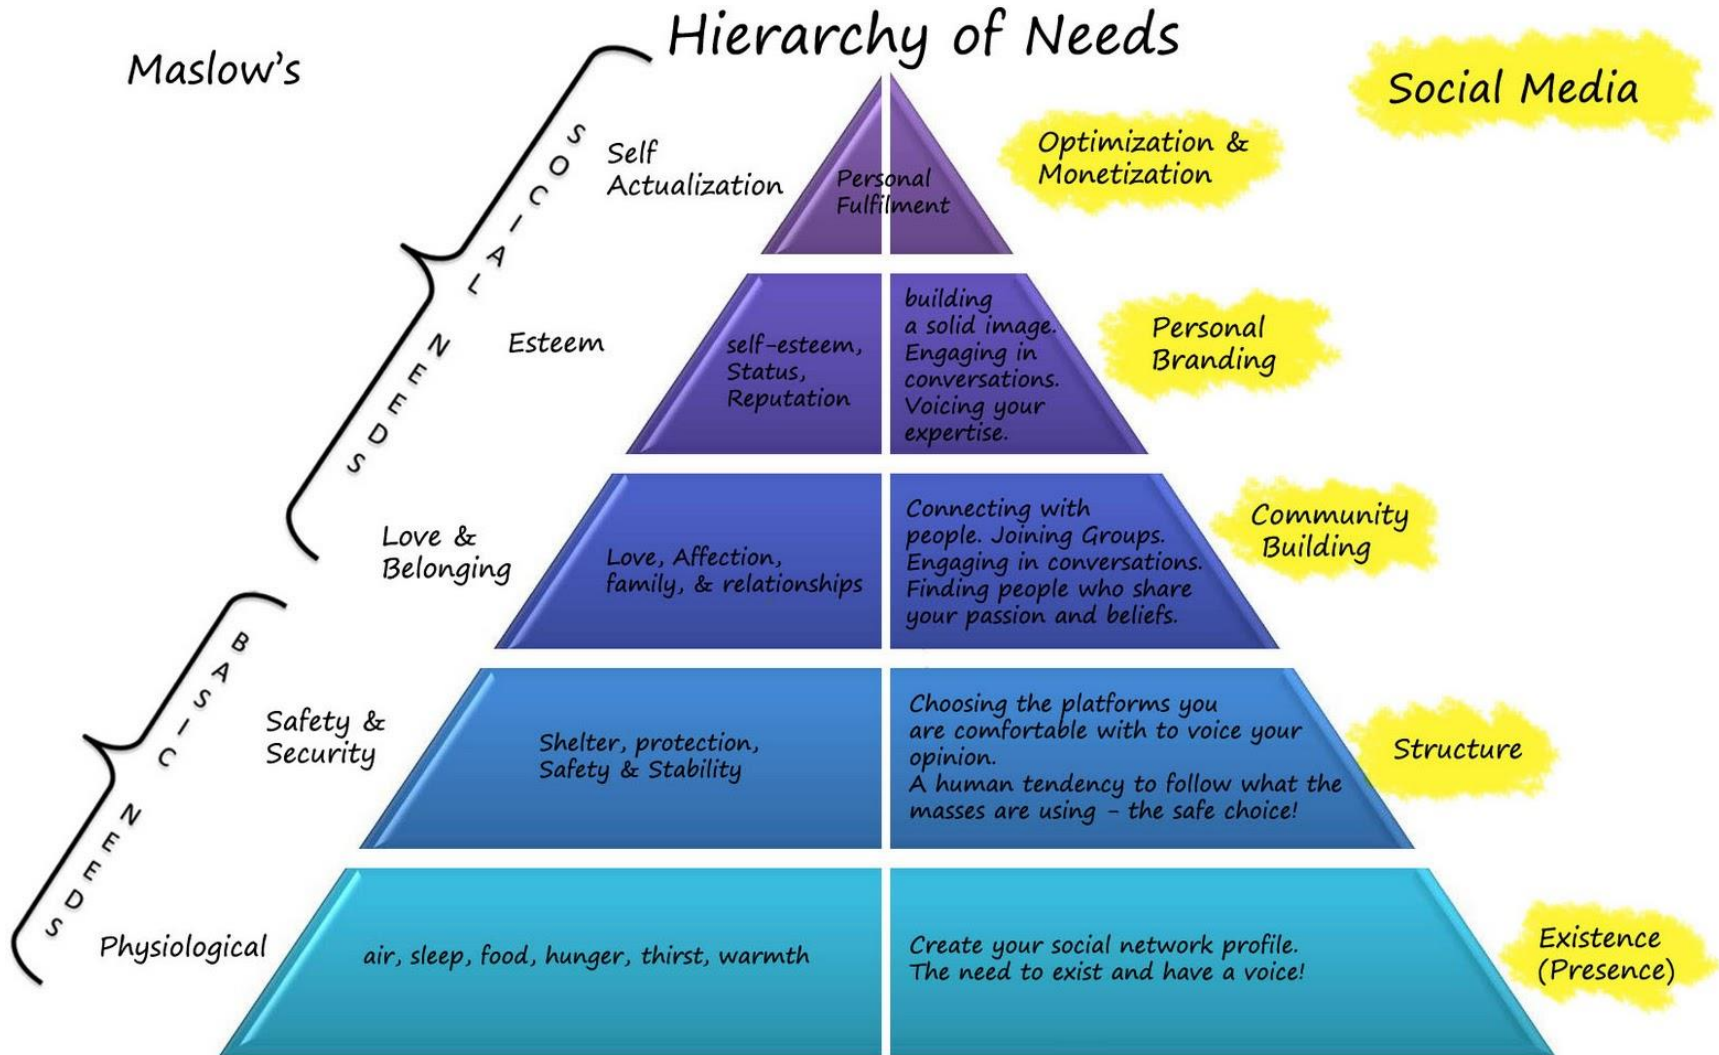 Hierarchy of Needs
Maslow's
Social Media
SOCIAL NEEDS
Self
Actualization
Personal
Fulfilment
Optimization &
Monetization
Esteem
self-esteem,
Status,
Reputation
building
a solid image.
Engaging in
conversations.
Voicing your
expertise.
Personal
Branding
Love &
Belonging
Love, Affection,
family, & relationships
Connecting with
people. Joining Groups.
Engaging in conversations.
Finding people who share
your passion and beliefs.
Community
Building
BASIC NEEDS
Safety &
Security
Shelter, protection,
Safety & Stability
Choosing the platforms you
are comfortable with to voice your
opinion.
A human tendency to follow what the
masses are using - the safe choice!
Structure
Physiological
air, sleep, food, hunger, thirst, warmth
Create your social network profile.
The need to exist and have a voice!
Existence
(Presence)